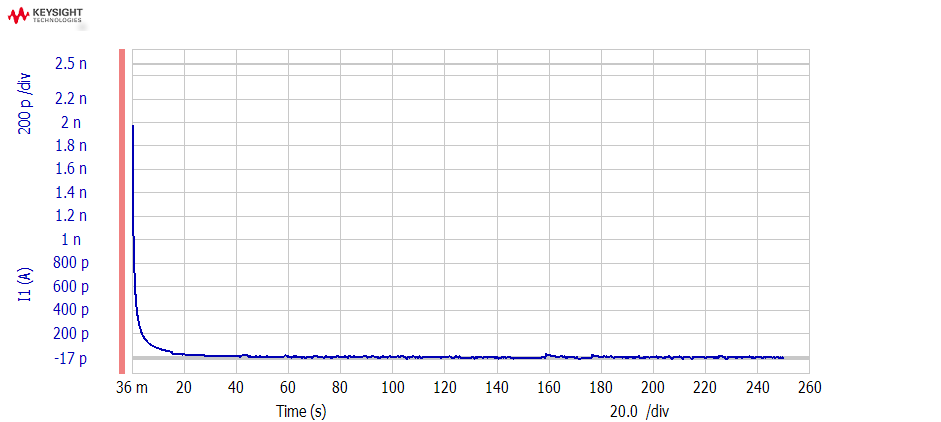 KEYSIGHT
TECHNOLOGIES
200 p /div
I1 (A)
2.5 n
2.2 n
2 n
1.8 n
1.6 n
1.4 n
1.2 n
1 n
800 p
600 p
400 p
200 p
-17 p
36 m 20 40 60 80 100 120 140 160 180 200 220 240 260
Time (s) 20.0 /div